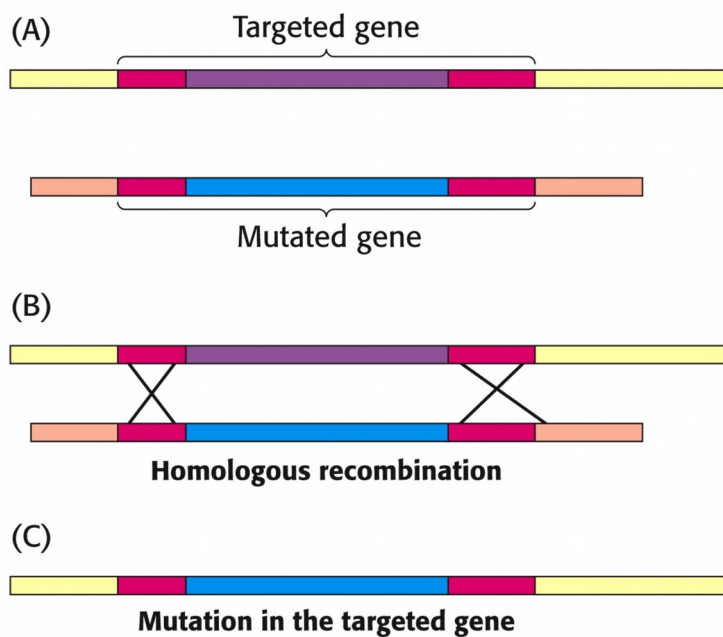 (A)
Targeted gene
Mutated gene
(B)
Homologous recombination
(C)
Mutation in the targeted gene